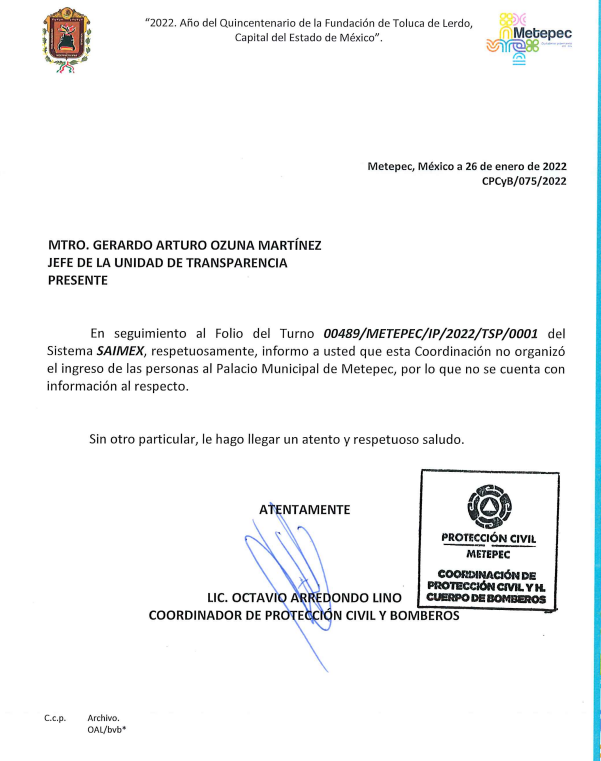 “2022. Año del Quincentenario de la Fundación de Toluca de Lerdo,
Capital del Estado de México”.
Metepec
Metepec, México a 26 de enero de 2022
CPCyB/075/2022
MTRO. GERARDO ARTURO OZUNA MARTÍNEZ
JEFE DE LA UNIDAD DE TRANSPARENCIA
PRESENTE
En seguimiento al Folio del Turno 00489/METEPEC/IP/2022/TSP/0001 del
Sistema SAIMEX, respetuosamente, informo a usted que esta Coordinación no organizó
el ingreso de las personas al Palacio Municipal de Metepec, por lo que no se cuenta con
información al respecto.
Sin otro particular, le hago llegar un atento y respetuoso saludo.
ATENTAMENTE
LIC. OCTAVIO ARREDONDO LINO
COORDINADOR DE PROTECCIÓN CIVIL Y BOMBEROS
PROTECCIÓN CIVIL
METEPEC
COORDINACIÓN DE
PROTECCIÓN CIVIL Y H.
CUERPO DE BOMBEROS
C.c.p. Archivo.
OAL/bvb*